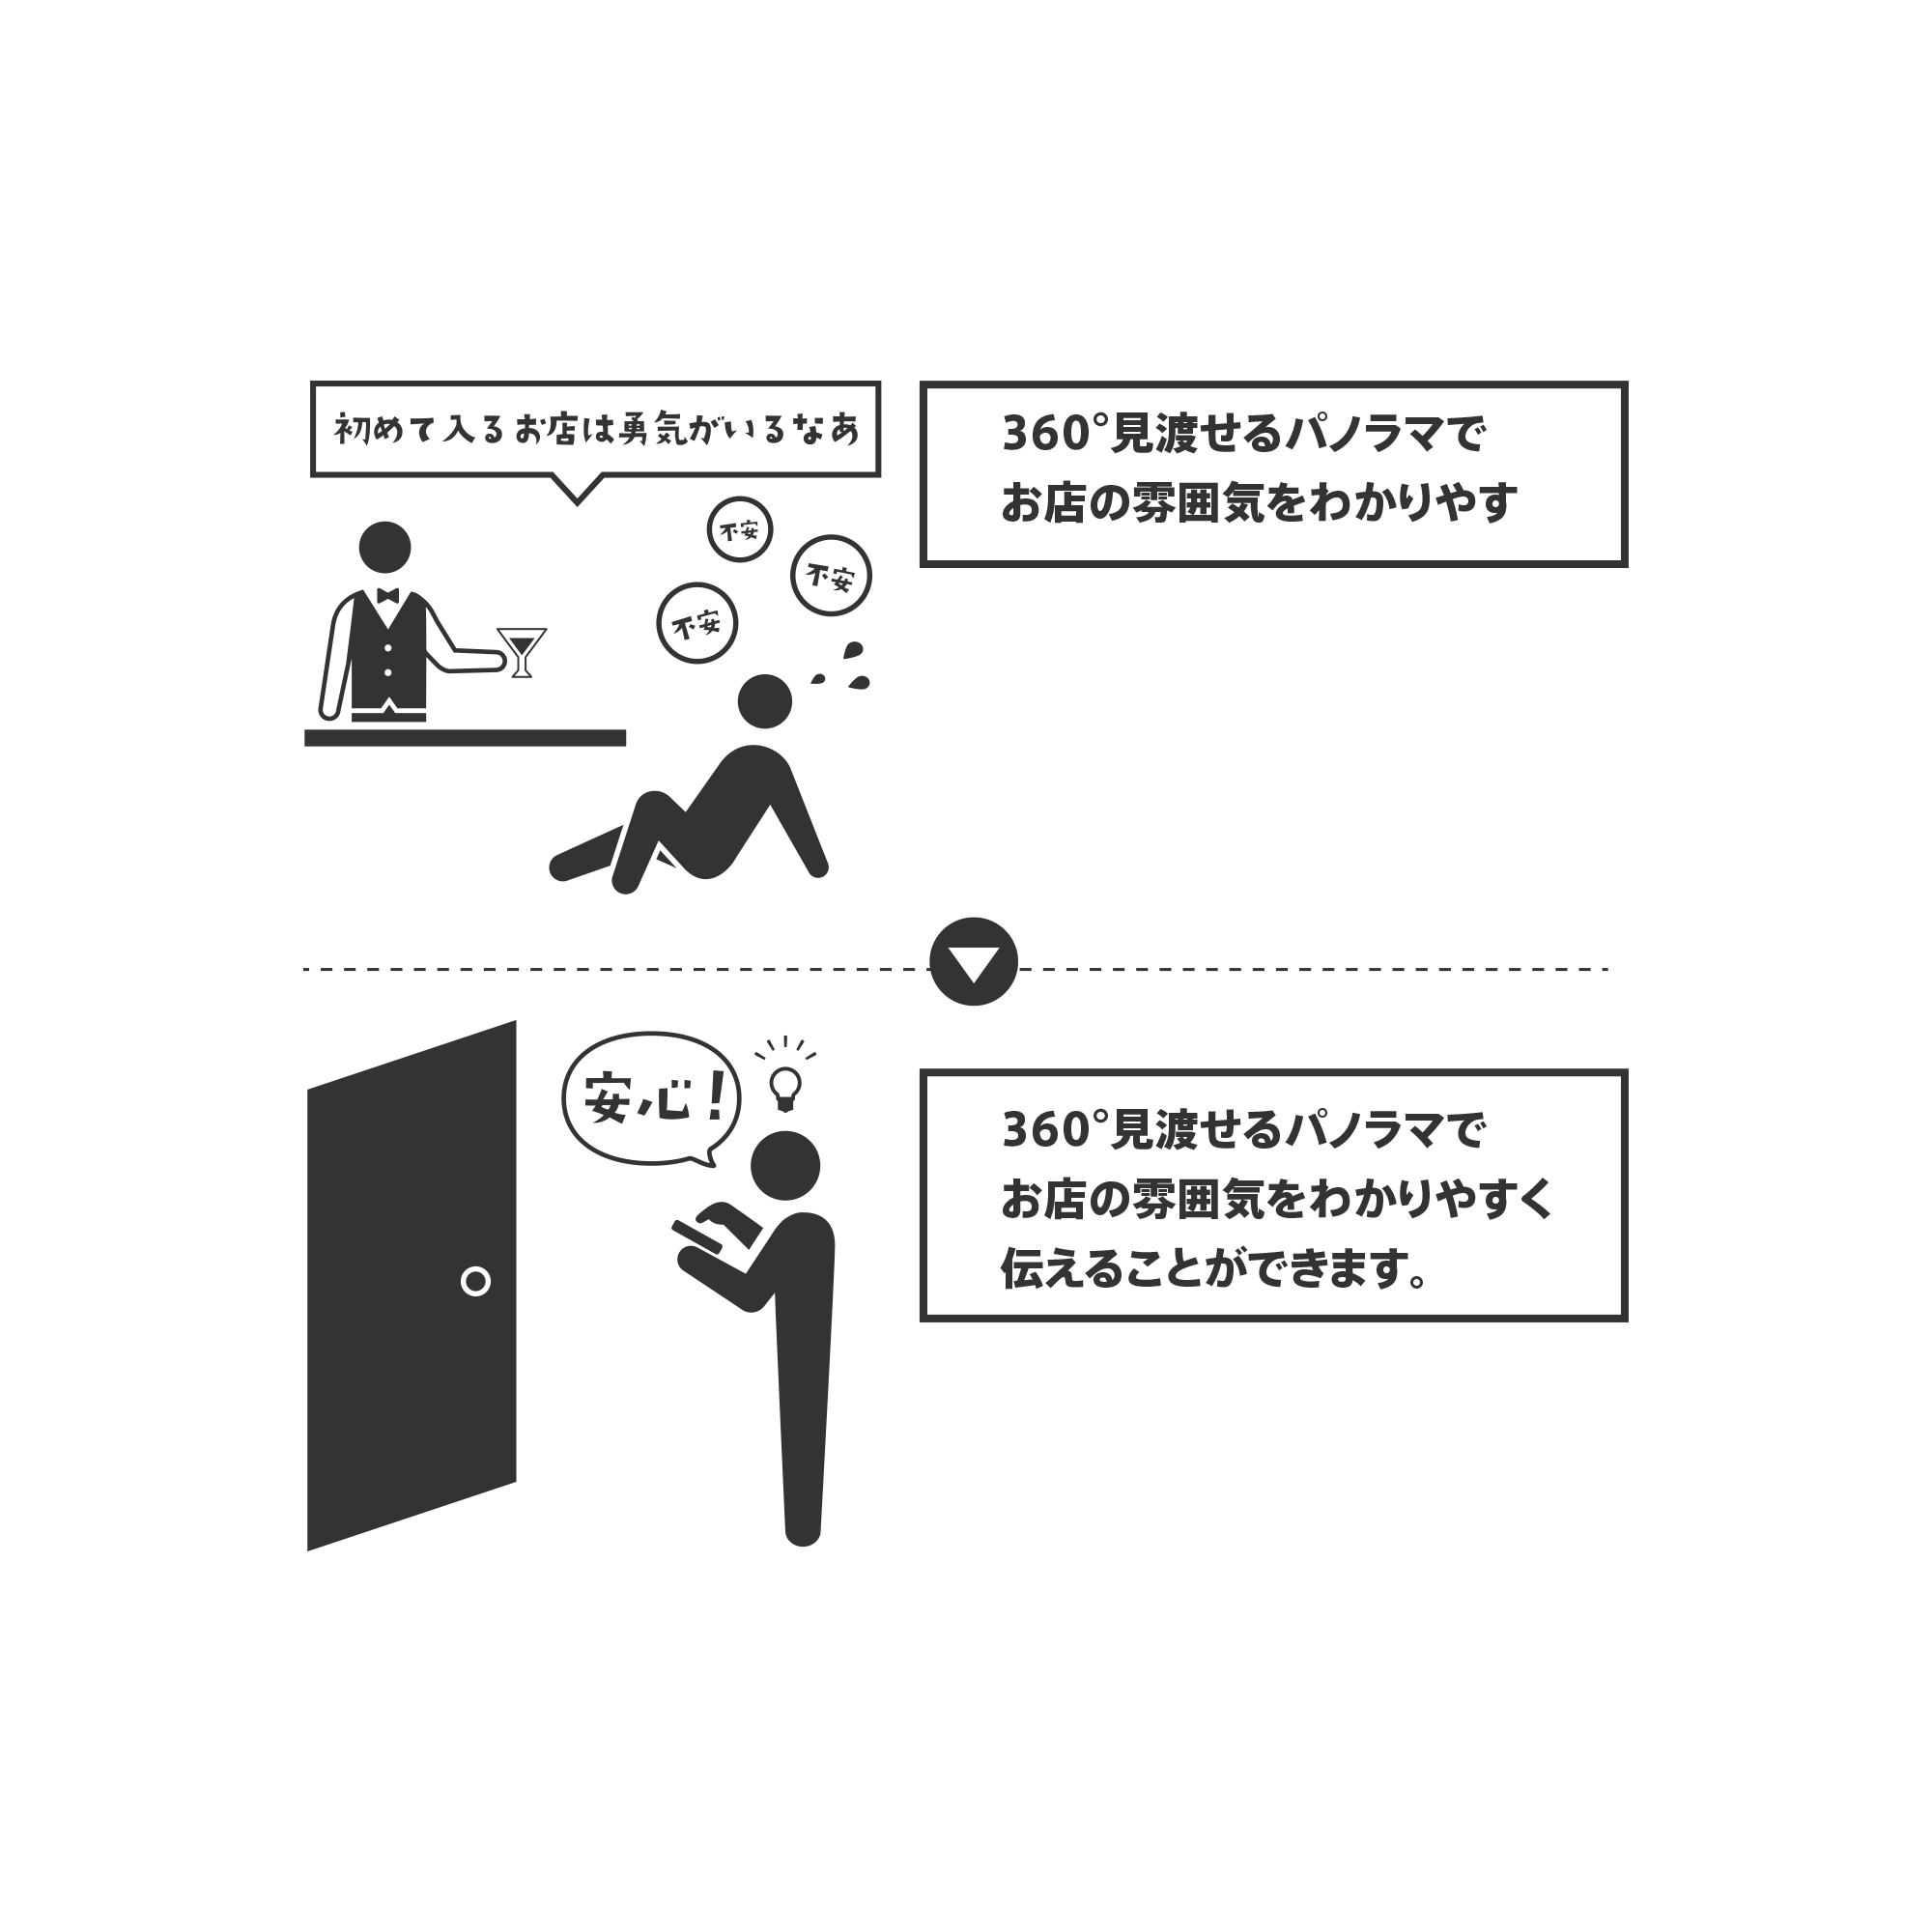 初めて入るお店は勇気がいるなあ
不安
不安
不安
360°見渡せるパノラマで
お店の雰囲気をわかりやす
安心！
360°見渡せるパノラマで
お店の雰囲気をわかりやすく
伝えることができます。